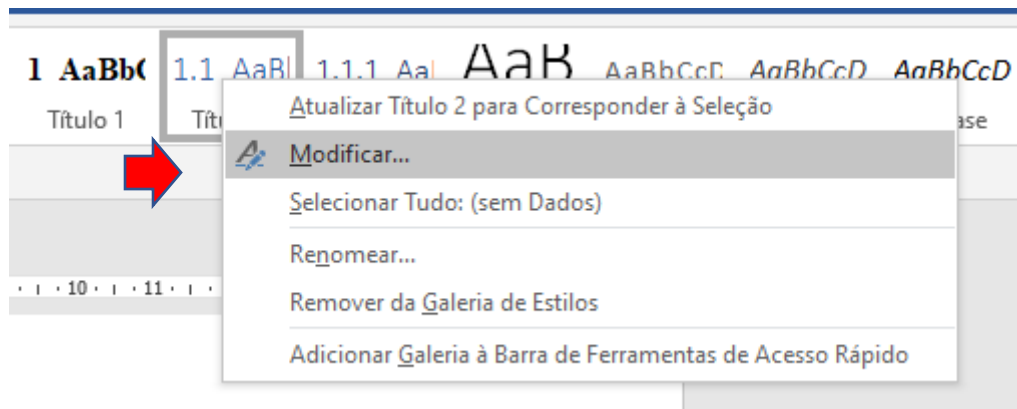 1 AaBb( 1.1 AaB 1.1.1 Aa AaB AaBbCcD AaBbCcD AaBbCcD
Título 1
Atualizar Título 2 para Corresponder à Seleção
Modificar...
Selecionar Tudo: (sem Dados)
Renomear...
· 10 · · 11 ·
Remover da Galeria de Estilos
Adicionar Galeria à Barra de Ferramentas de Acesso Rápido